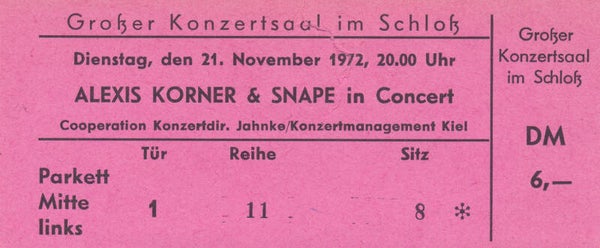 Großer Konzertsaal im Schloß
Dienstag, den 21. November 1972, 20.00 Uhr
ALEXIS KORNER & SNAPE in Concert
Cooperation Konzertdir. Jahnke/Konzertmanagement Kiel
Tür Reihe Sitz
Parkett
Mitte
links
1 11 8 *
Großer
Konzertsaal
im Schloß
DM
6,—